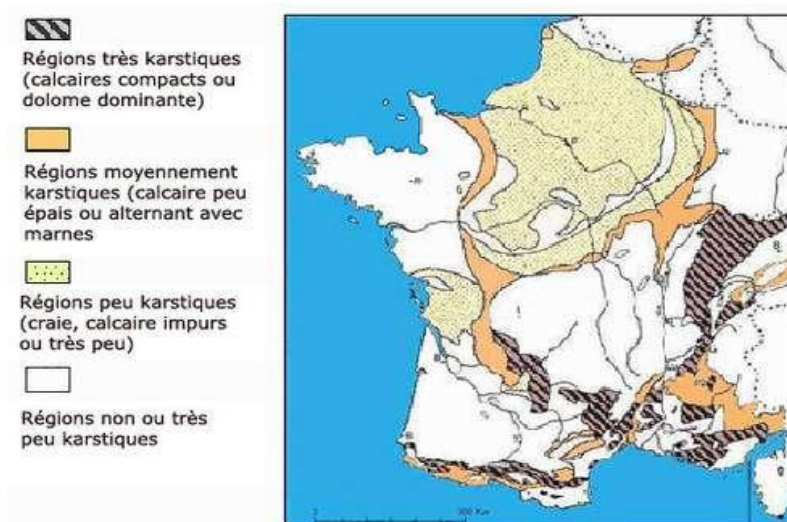 Régions très karstiques
(calcaires compacts ou
dolome dominante)
Régions moyennement
karstiques (calcaire peu
épais ou alternant avec
marnes
Régions peu karstiques
(craie, calcaire impurs
ou très peu)
Régions non ou très
peu karstiques